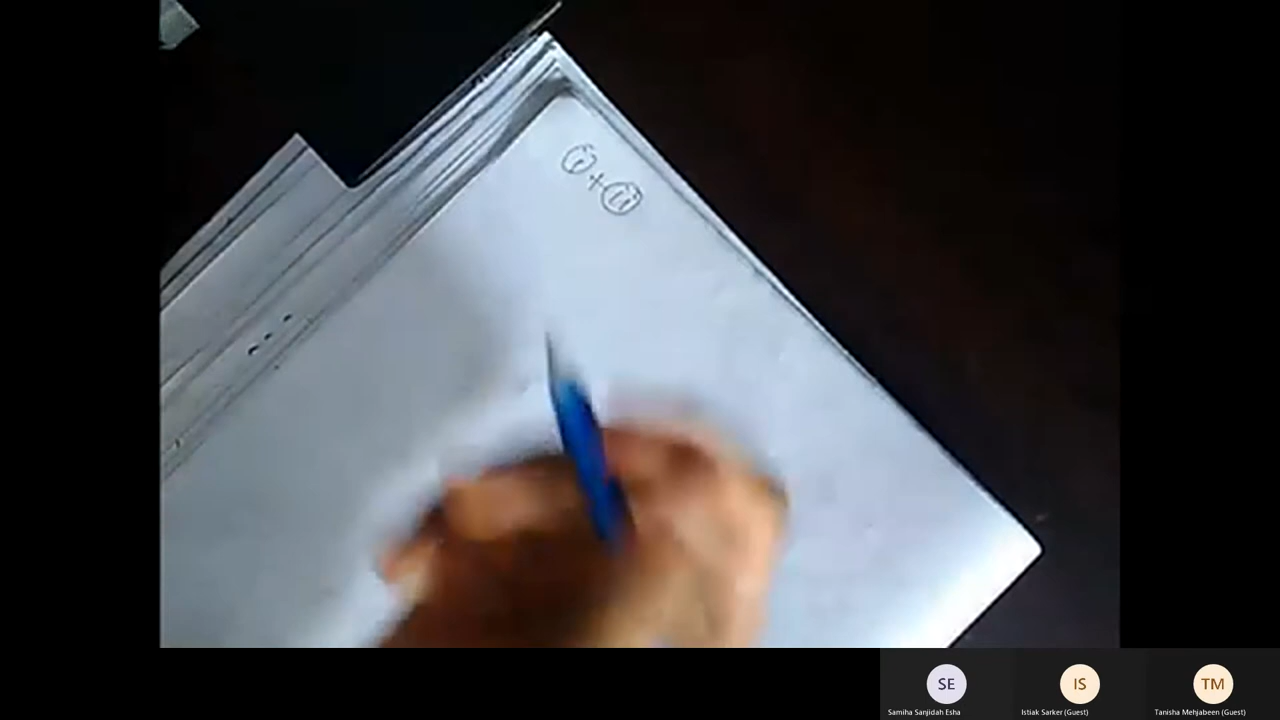 (i) + (ii)
SE
IS
TM
Samiha Sanjidah Esha
Istiak Sarker (Guest)
Tanisha Mehjabeen (Guest)